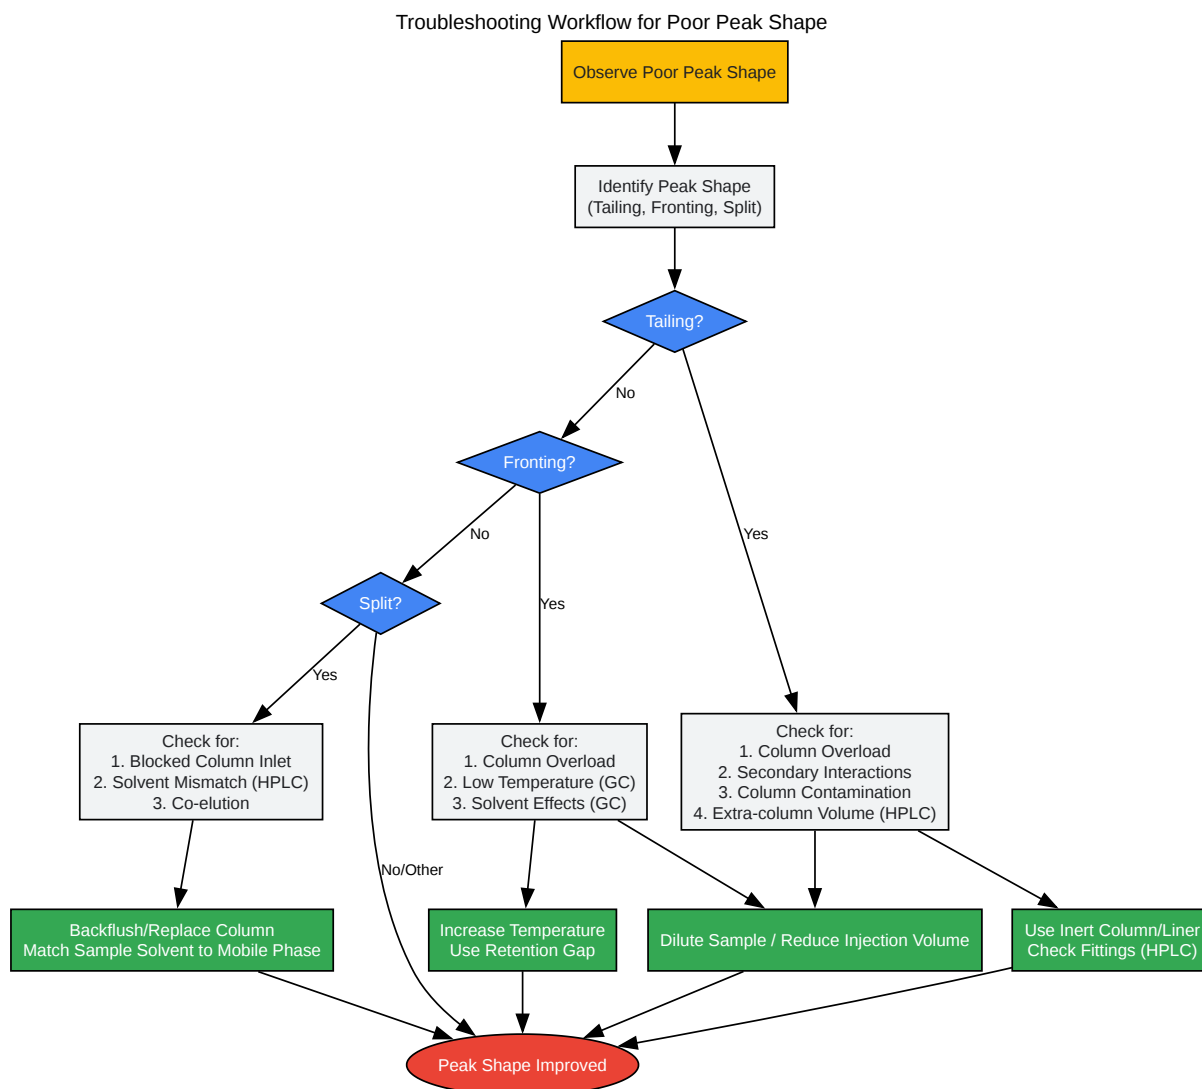 Troubleshooting Workflow for Poor Peak Shape
Observe Poor Peak Shape
Identify Peak Shape
(Tailing, Fronting, Split)
Tailing?
No
Fronting?
No
Yes
Split?
Yes
Yes
Check for:
1. Blocked Column Inlet
2. Solvent Mismatch (HPLC)
3. Co-elution
Check for:
1. Column Overload
2. Low Temperature (GC)
3. Solvent Effects (GC)
Check for:
1. Column Overload
2. Secondary Interactions
3. Column Contamination
4. Extra-column Volume (HPLC)
No/Other
Backflush/Replace Column
Match Sample Solvent to Mobile Phase
Increase Temperature
Use Retention Gap
Dilute Sample / Reduce Injection Volume
Use Inert Column/Liner
Check Fittings (HPLC)
Peak Shape Improved